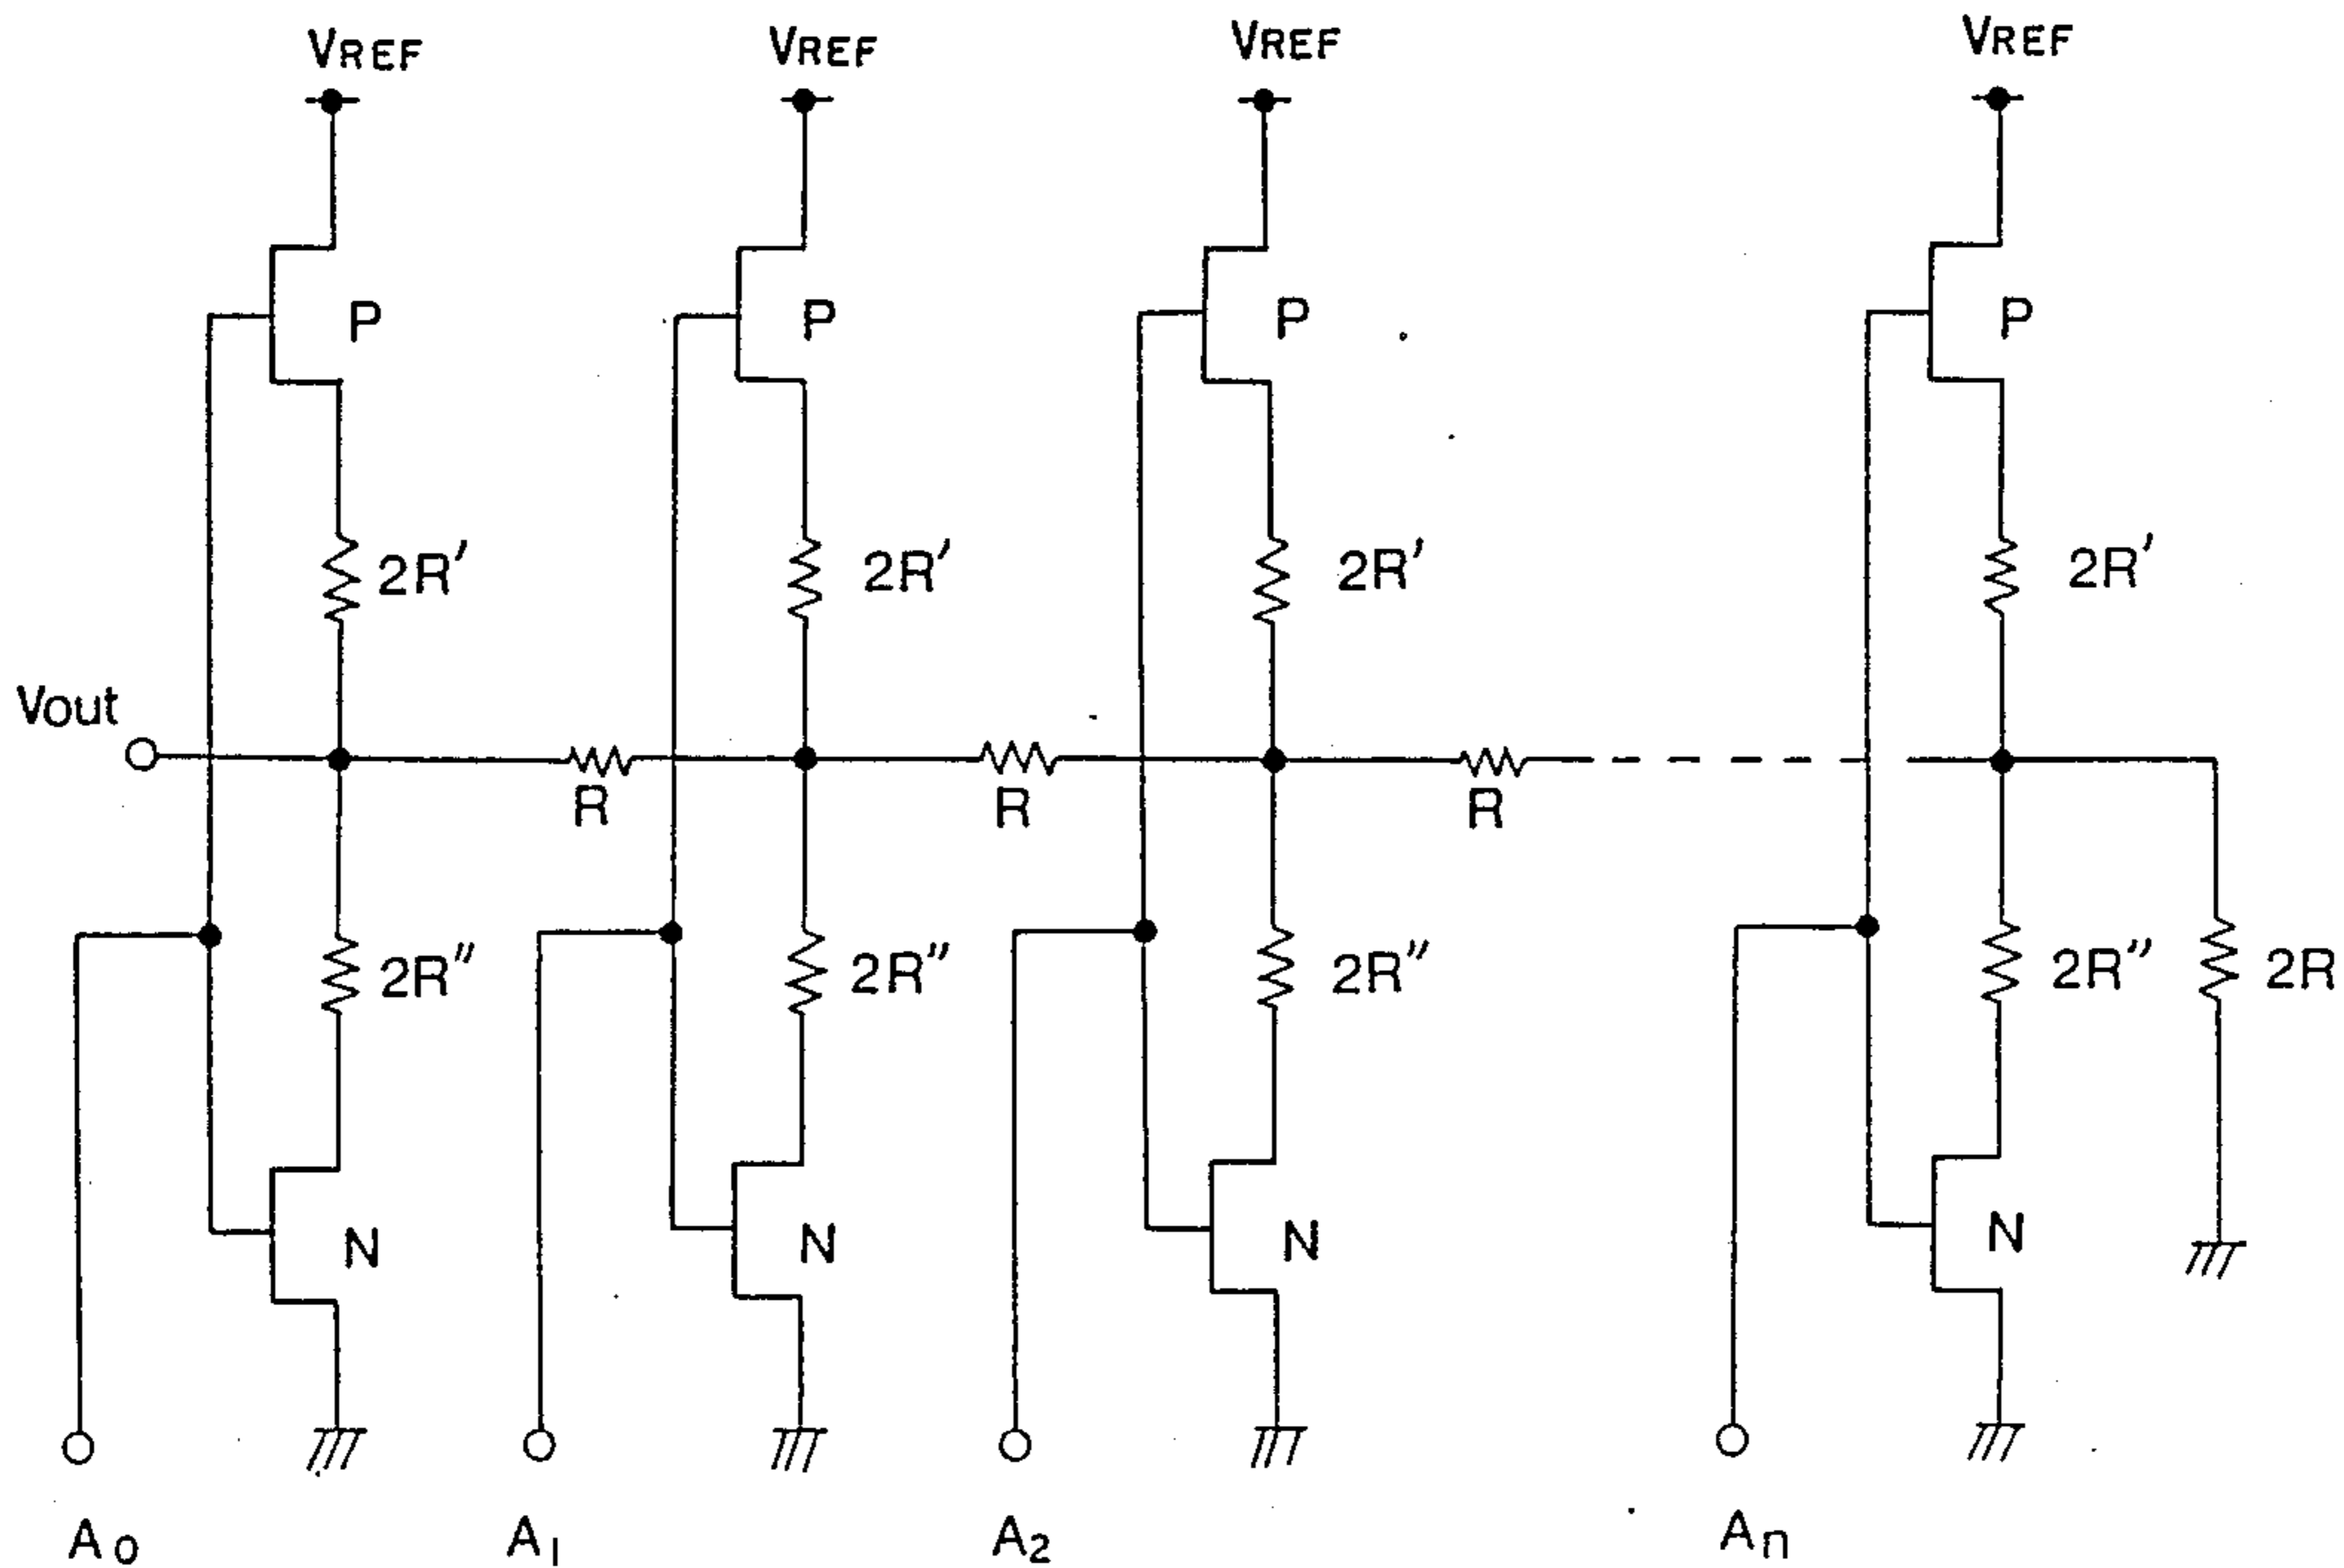 VREF VREF VREF VREF
P P P P
2R' 2R' 2R' 2R'
Vout
R R R
2R" 2R" 2R" 2R" 2R
N N N N
A0 A1 A2 An